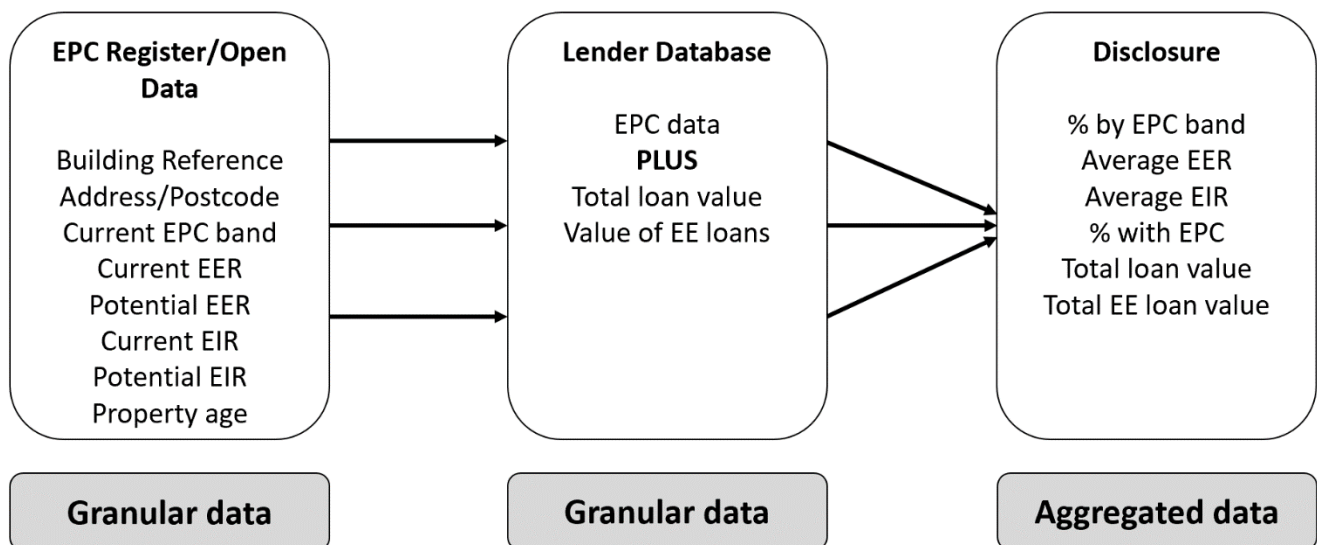 EPC Register/Open
Data
Building Reference
Address/Postcode
Current EPC band
Current EER
Potential EER
Current EIR
Potential EIR
Property age
Granular data
Lender Database
EPC data
PLUS
Total loan value
Value of EE loans
Granular data
Disclosure
% by EPC band
Average EER
Average EIR
% with EPC
Total loan value
Total EE loan value
Aggregated data